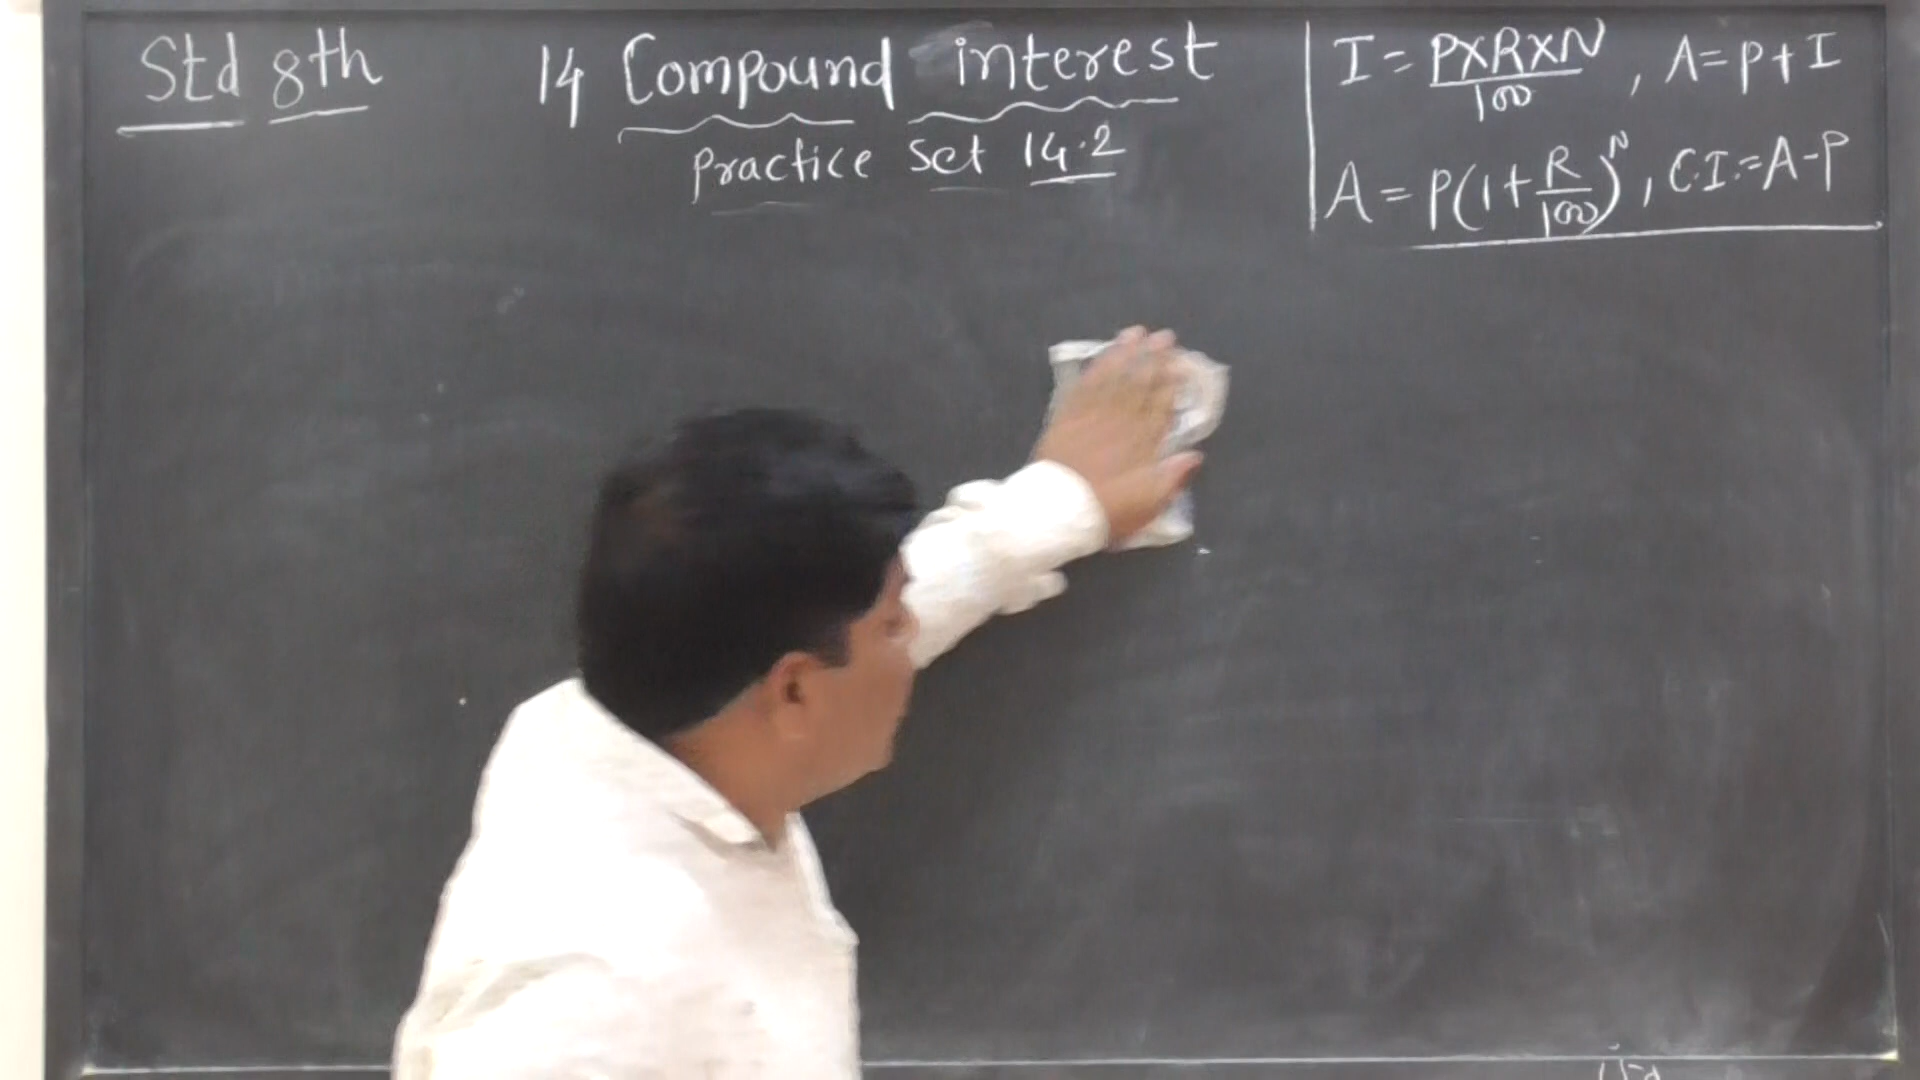 Std 8th
14 Compound interest
Practice Set 14.2
I = P×R×N/100 , A = P + I
A = P(1 + R/100)^N , C.I. = A - P